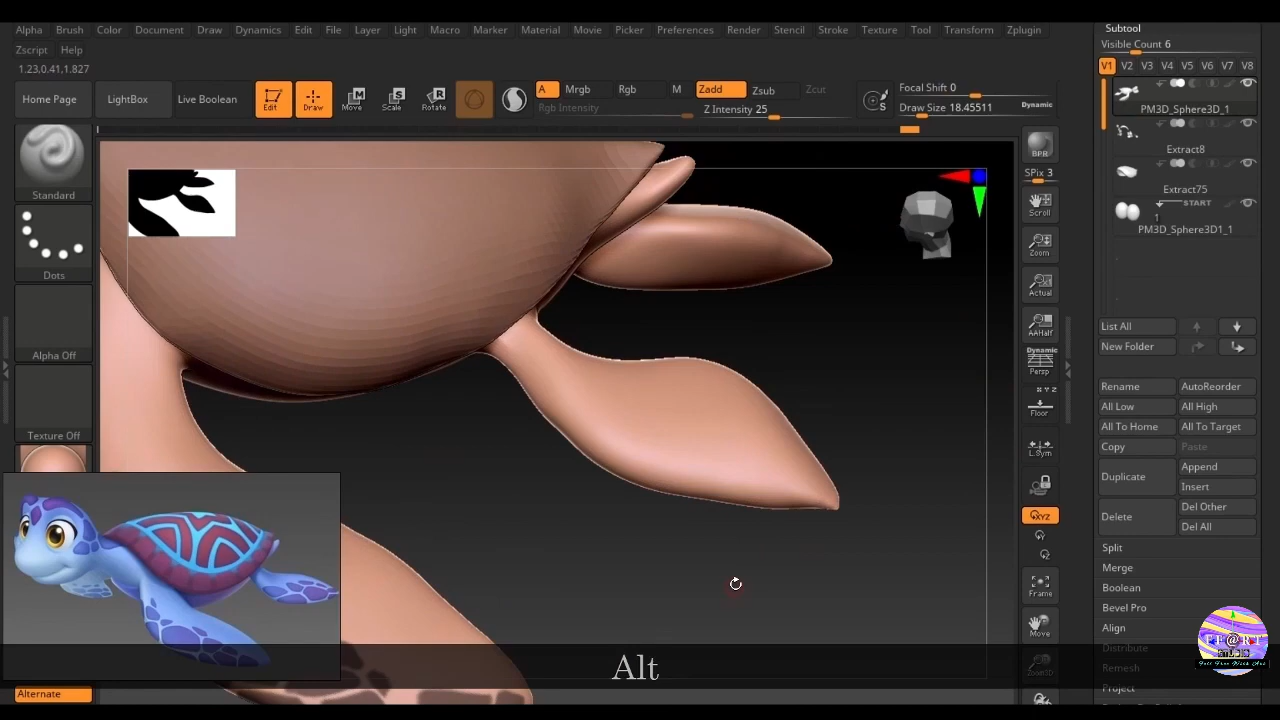 Alpha Brush Color Document Draw Dynamics Edit File Layer Light Macro Marker Material Movie Picker Preferences Render Stencil Stroke Texture Tool Transform Zplugin
Zscript Help
1.23,0.41,1.827
Home Page LightBox Live Boolean
Edit Draw Move Scale Rotate
A Mrgb Rgb M Zadd Zsub Zcut
Rgb Intensity Z Intensity 25
S
Focal Shift 0
Draw Size 18.45511 Dynamic
Standard
Dots
Alpha Off
Texture Off
Alternate
BPR
SPix 3
Scroll
Zoom
Actual
AAHalf
Dynamic
Persp
X Y Z
Floor
L.Sym
XYZ
Y
Z
Frame
Move
Zoom3D
Subtool
Visible Count 6
V1 V2 V3 V4 V5 V6 V7 V8
PM3D_Sphere3D_1
Extract8
Extract75
START
1
PM3D_Sphere3D1_1
List All
New Folder
Rename AutoReorder
All Low All High
All To Home All To Target
Copy Paste
Duplicate Append
Insert
Delete Del Other
Del All
Split
Merge
Boolean
Bevel Pro
Align
Distribute
Remesh
Project
STUDIO
Alt